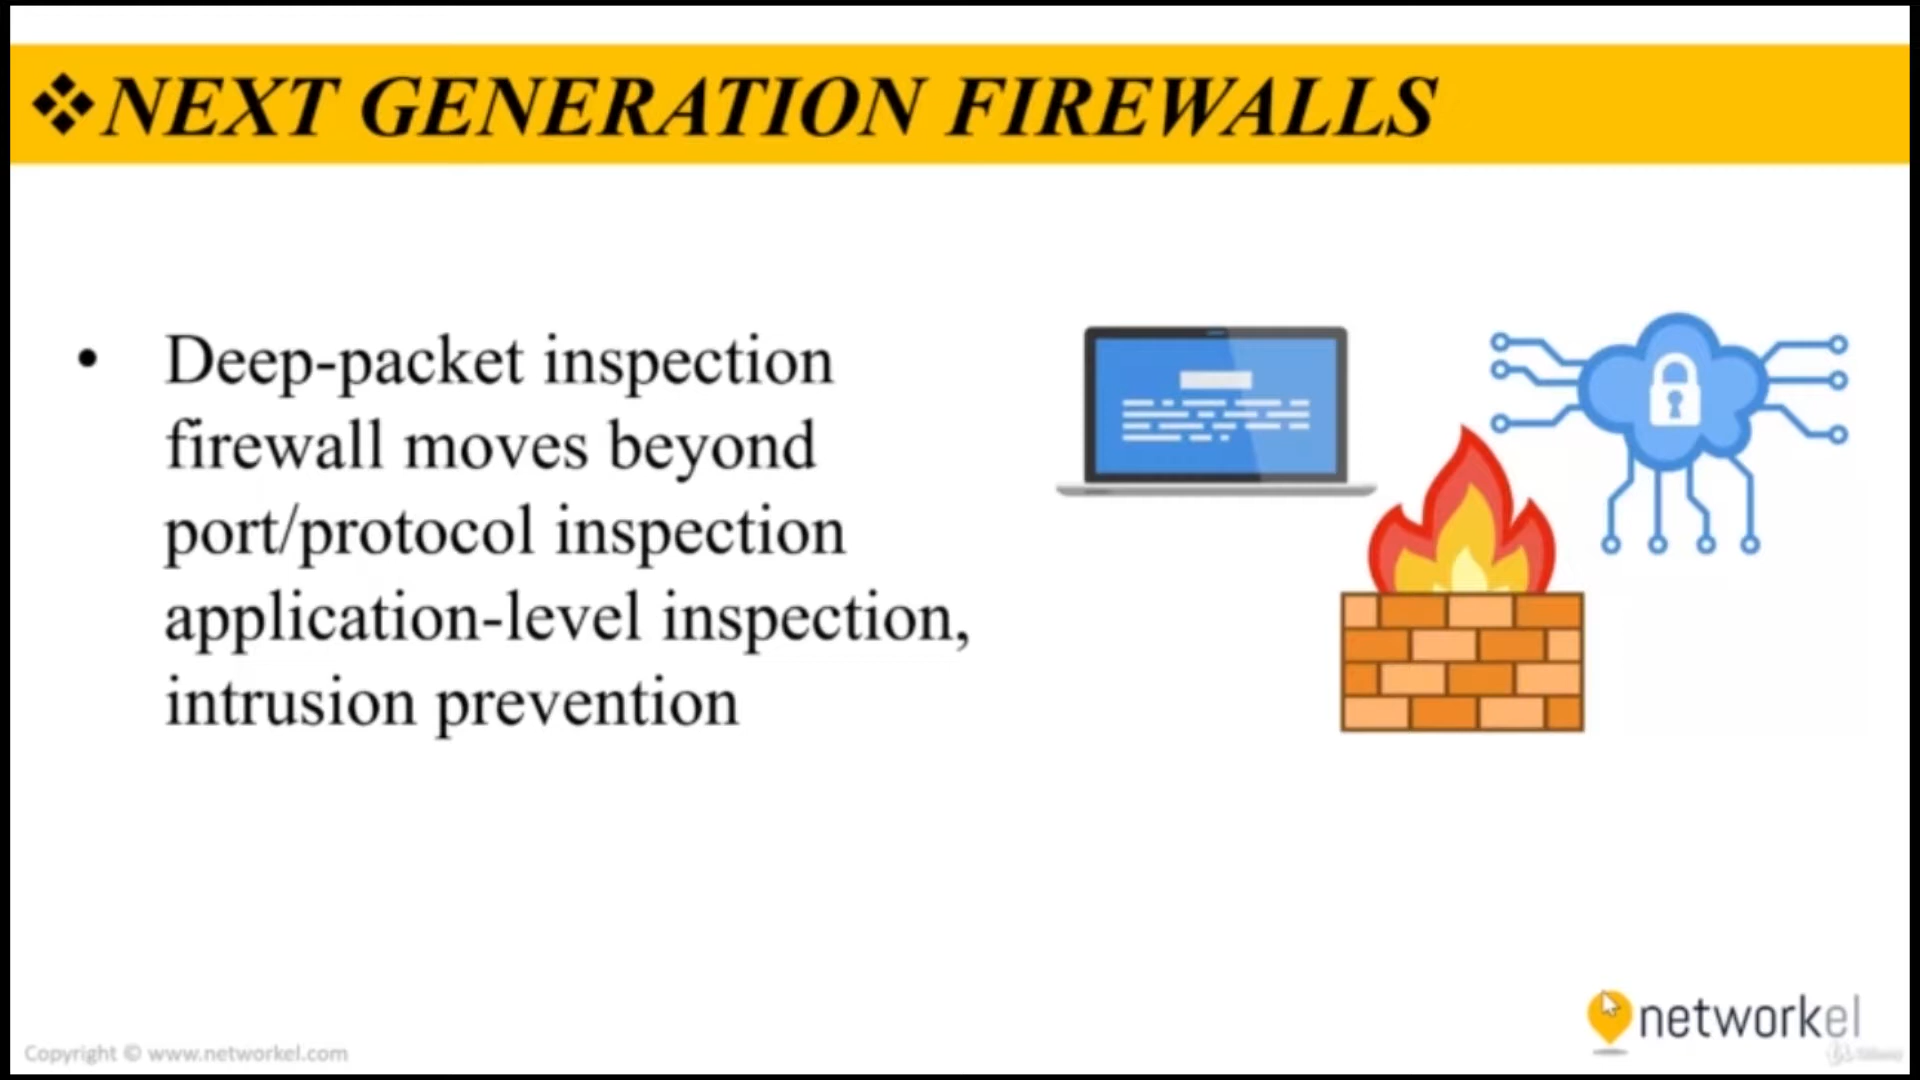 ❖NEXT GENERATION FIREWALLS
• Deep-packet inspection
firewall moves beyond
port/protocol inspection
application-level inspection,
intrusion prevention
networkel
Copyright © www.networkel.com